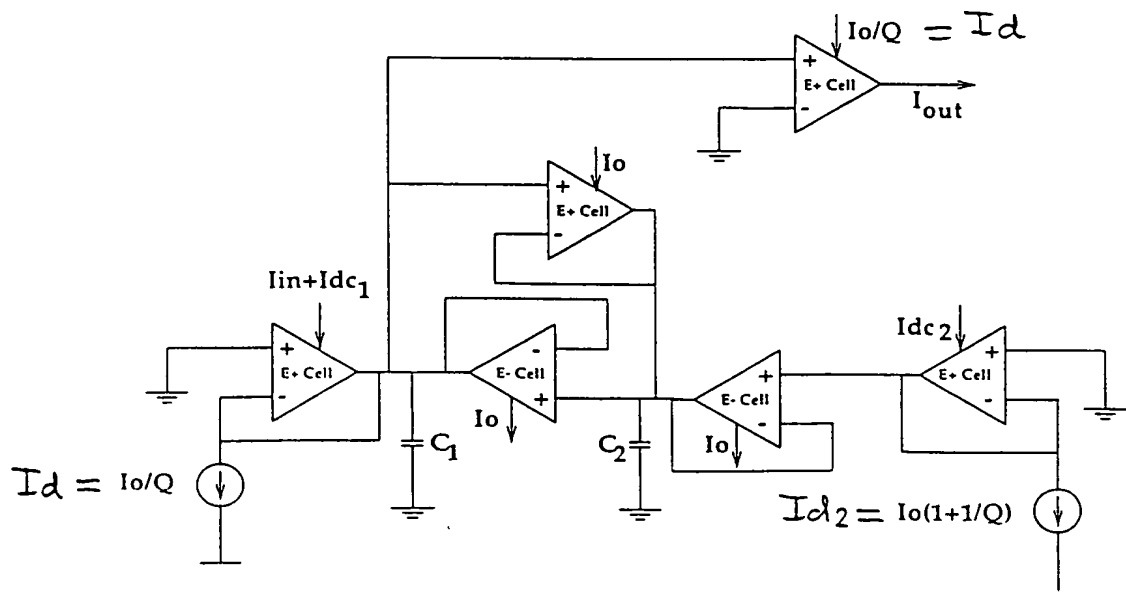 Io/Q = Id
+
E+ Cell
-
Iout
Io
+
E+ Cell
-
Iin+Idc1
+
E+ Cell
-
-
E- Cell
+
Io
C1
Idc2
+
E- Cell
-
Io
+
E+ Cell
-
C2
Id = Io/Q
Id2 = Io(1+1/Q)